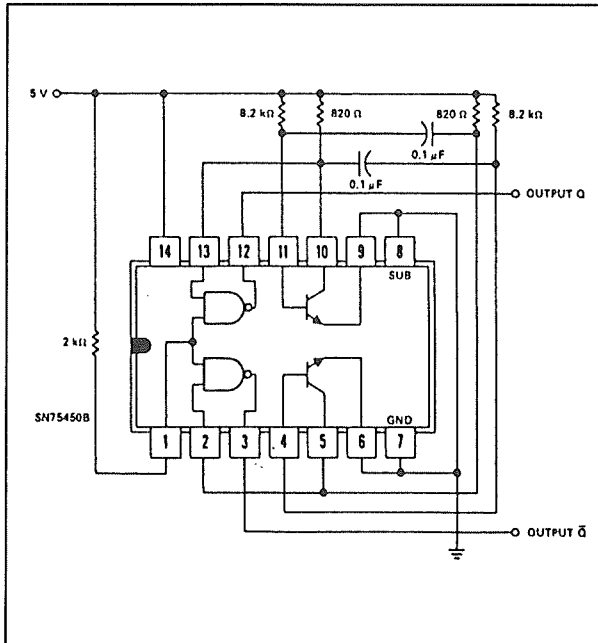 5 V
8.2 kΩ
820 Ω
820 Ω
8.2 kΩ
0.1 µF
0.1 µF
OUTPUT Q
14
13
12
11
10
9
8
SUB
2 kΩ
SN75450B
GND
1
2
3
4
5
6
7
OUTPUT Q̅